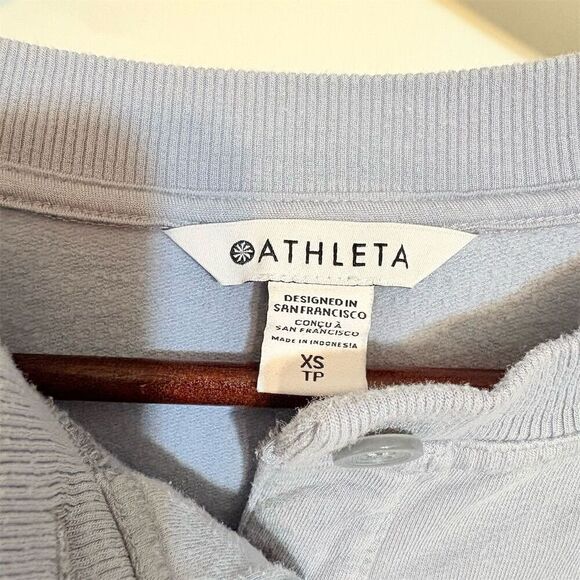 ATHLETA
DESIGNED IN
SAN FRANCISCO
CONÇU À
SAN FRANCISCO
MADE IN INDONESIA
XS
TP